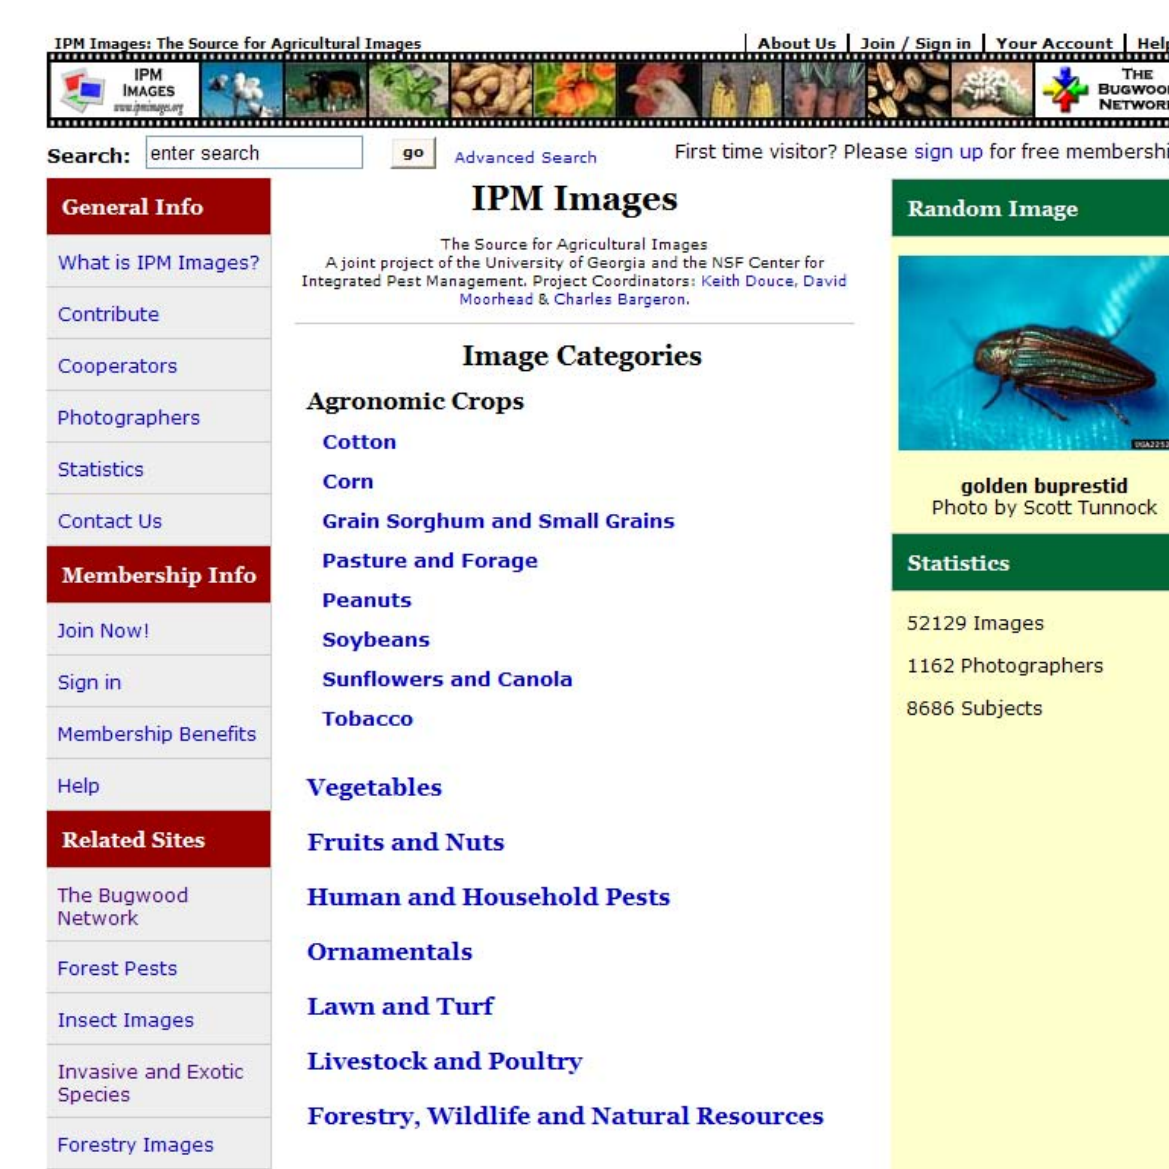 IPM Images: The Source for Agricultural Images
About Us Join / Sign in Your Account Help
IPM
IMAGES
www.ipmimages.org
THE
BUGWOOD
NETWORK
Search: enter search go Advanced Search First time visitor? Please sign up for free membershi
General Info
What is IPM Images?
Contribute
Cooperators
Photographers
Statistics
Contact Us
Membership Info
Join Now!
Sign in
Membership Benefits
Help
Related Sites
The Bugwood
Network
Forest Pests
Insect Images
Invasive and Exotic
Species
Forestry Images
IPM Images
The Source for Agricultural Images
A joint project of the University of Georgia and the NSF Center for
Integrated Pest Management. Project Coordinators: Keith Douce, David
Moorhead & Charles Bargeron.
Image Categories
Agronomic Crops
Cotton
Corn
Grain Sorghum and Small Grains
Pasture and Forage
Peanuts
Soybeans
Sunflowers and Canola
Tobacco
Vegetables
Fruits and Nuts
Human and Household Pests
Ornamentals
Lawn and Turf
Livestock and Poultry
Forestry, Wildlife and Natural Resources
Random Image
golden buprestid
Photo by Scott Tunnock
Statistics
52129 Images
1162 Photographers
8686 Subjects